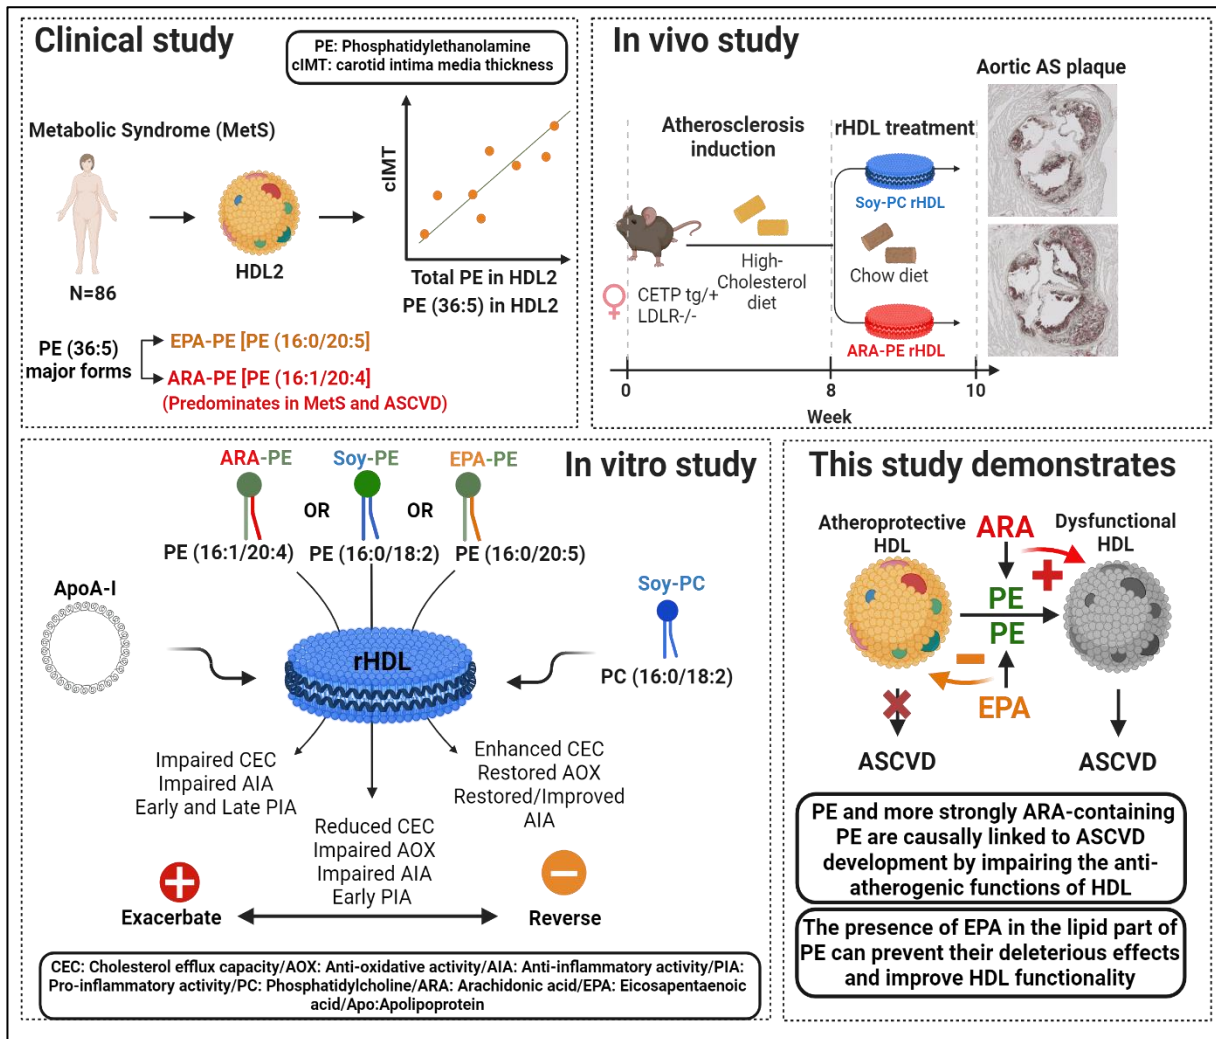 Clinical study
PE: Phosphatidylethanolamine
cIMT: carotid intima media thickness
Metabolic Syndrome (MetS)
N=86
HDL2
cIMT
Total PE in HDL2
PE (36:5) in HDL2
PE (36:5)
major forms
EPA-PE [PE (16:0/20:5]
ARA-PE [PE (16:1/20:4]
(Predominates in MetS and ASCVD)
In vivo study
Aortic AS plaque
Atherosclerosis
induction
rHDL treatment
Soy-PC rHDL
High-
Cholesterol
diet
Chow diet
CETP tg/+
LDLR-/-
ARA-PE rHDL
0
8
10
Week
In vitro study
ARA-PE
Soy-PE
EPA-PE
OR
OR
PE (16:1/20:4)
PE (16:0/18:2)
PE (16:0/20:5)
ApoA-I
Soy-PC
rHDL
PC (16:0/18:2)
Impaired CEC
Impaired AIA
Early and Late PIA
Reduced CEC
Impaired AOX
Impaired AIA
Early PIA
Enhanced CEC
Restored AOX
Restored/Improved
AIA
Exacerbate
Reverse
CEC: Cholesterol efflux capacity/AOX: Anti-oxidative activity/AIA: Anti-inflammatory activity/PIA:
Pro-inflammatory activity/PC: Phosphatidylcholine/ARA: Arachidonic acid/EPA: Eicosapentaenoic
acid/Apo:Apolipoprotein
This study demonstrates
Atheroprotective
HDL
ARA
Dysfunctional
HDL
PE
PE
EPA
ASCVD
ASCVD
PE and more strongly ARA-containing
PE are causally linked to ASCVD
development by impairing the anti-
atherogenic functions of HDL
The presence of EPA in the lipid part of
PE can prevent their deleterious effects
and improve HDL functionality